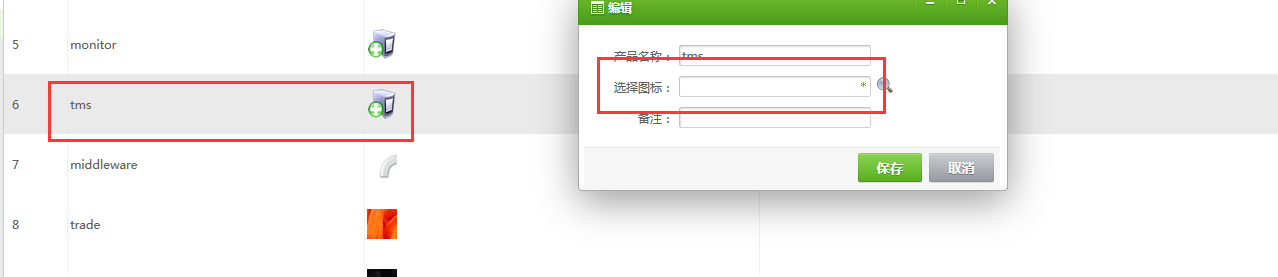 编辑
5 monitor
产品名称：tms
选择图标： *
6 tms
备注：
7 middleware
保存 取消
8 trade